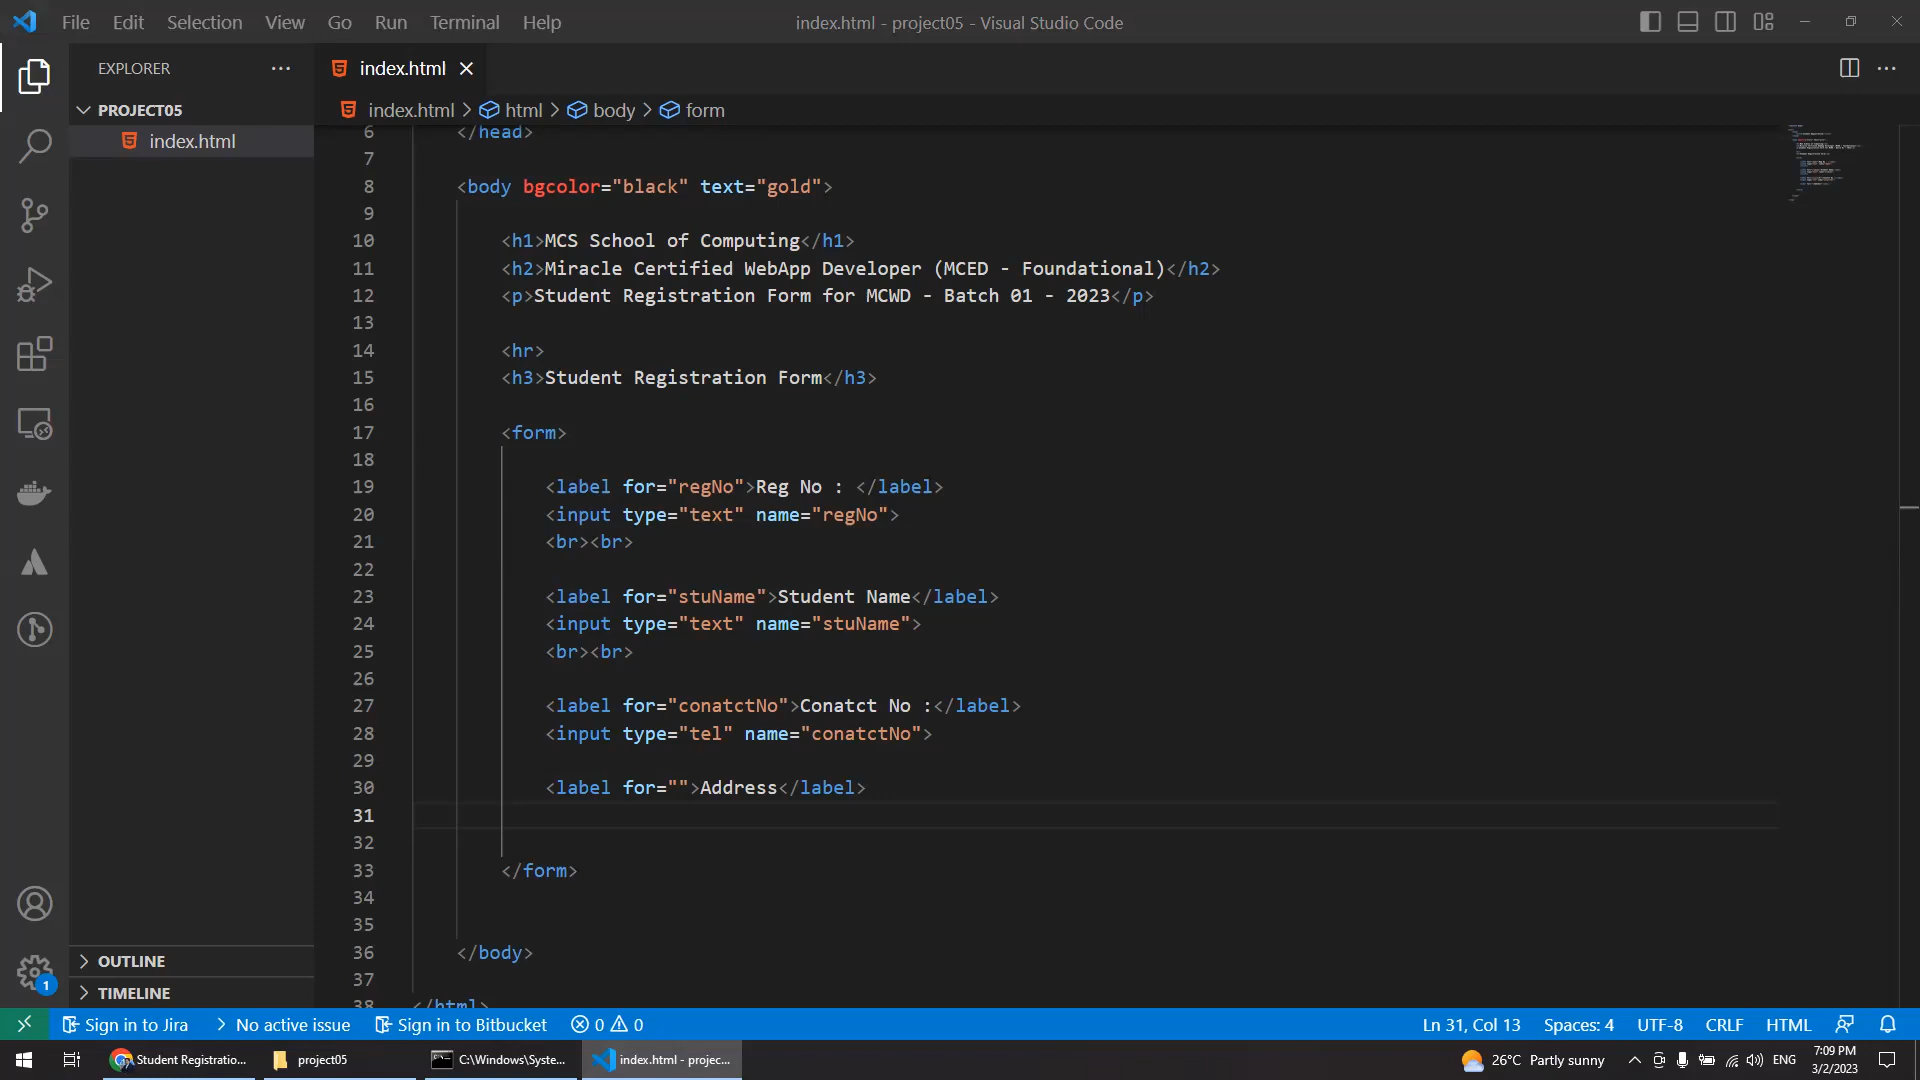 File Edit Selection View Go Run Terminal Help index.html - project05 - Visual Studio Code
EXPLORER
index.html
PROJECT05
index.html > html > body > form
index.html
6 </head>
7
8 <body bgcolor="black" text="gold">
9
10 <h1>MCS School of Computing</h1>
11 <h2>Miracle Certified WebApp Developer (MCED - Foundational)</h2>
12 <p>Student Registration Form for MCWD - Batch 01 - 2023</p>
13
14 <hr>
15 <h3>Student Registration Form</h3>
16
17 <form>
18
19 <label for="regNo">Reg No : </label>
20 <input type="text" name="regNo">
21 <br><br>
22
23 <label for="stuName">Student Name</label>
24 <input type="text" name="stuName">
25 <br><br>
26
27 <label for="conatctNo">Conatct No :</label>
28 <input type="tel" name="conatctNo">
29
30 <label for="">Address</label>
31
32
33 </form>
34
35
36 </body>
37
38 </html>
OUTLINE
TIMELINE
1
Sign in to Jira > No active issue Sign in to Bitbucket 0 0 Ln 31, Col 13 Spaces: 4 UTF-8 CRLF HTML
Student Registratio... project05 C:\Windows\Syste... index.html - projec... 26°C Partly sunny ENG 7:09 PM
3/2/2023